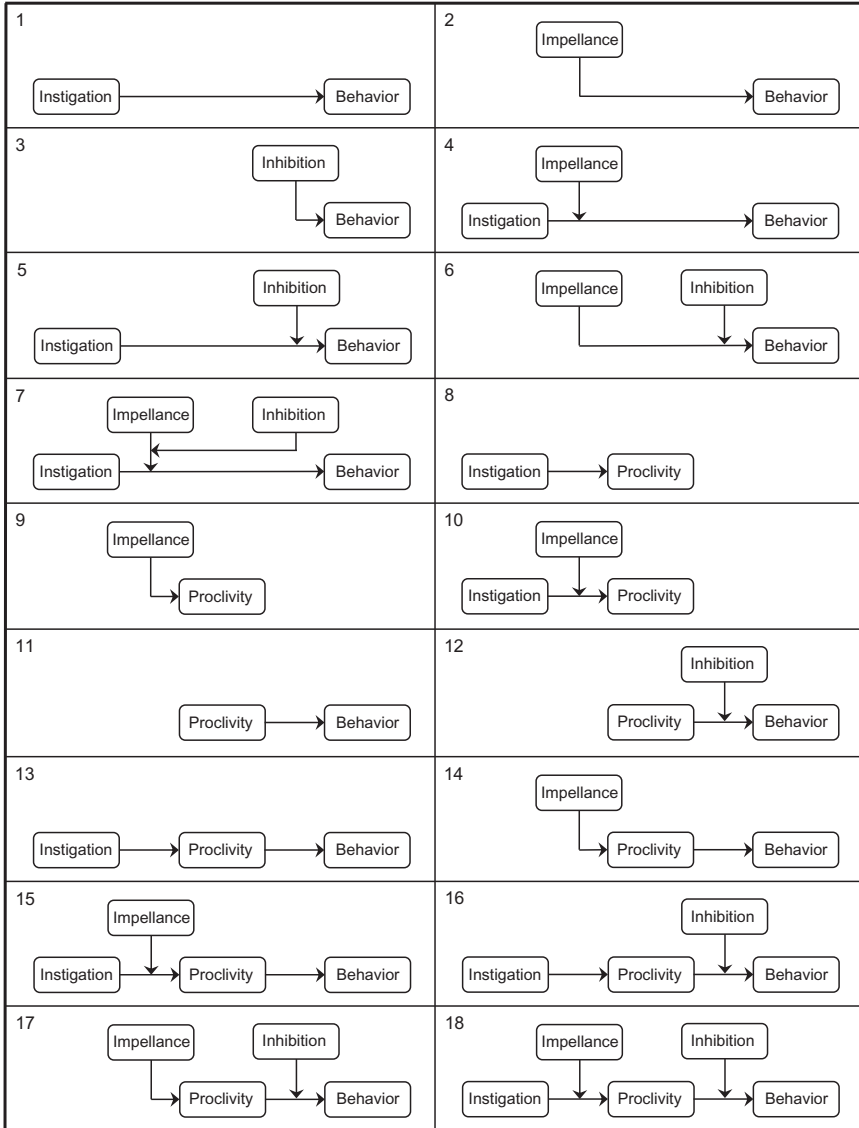 1
Instigation
Behavior
2
Impellance
Behavior
3
Inhibition
Behavior
4
Impellance
Instigation
Behavior
5
Inhibition
Instigation
Behavior
6
Impellance
Inhibition
Behavior
7
Impellance
Inhibition
Instigation
Behavior
8
Instigation
Proclivity
9
Impellance
Proclivity
10
Impellance
Instigation
Proclivity
11
Proclivity
Behavior
12
Inhibition
Proclivity
Behavior
13
Instigation
Proclivity
Behavior
14
Impellance
Proclivity
Behavior
15
Impellance
Instigation
Proclivity
Behavior
16
Inhibition
Instigation
Proclivity
Behavior
17
Impellance
Inhibition
Proclivity
Behavior
18
Impellance
Inhibition
Instigation
Proclivity
Behavior